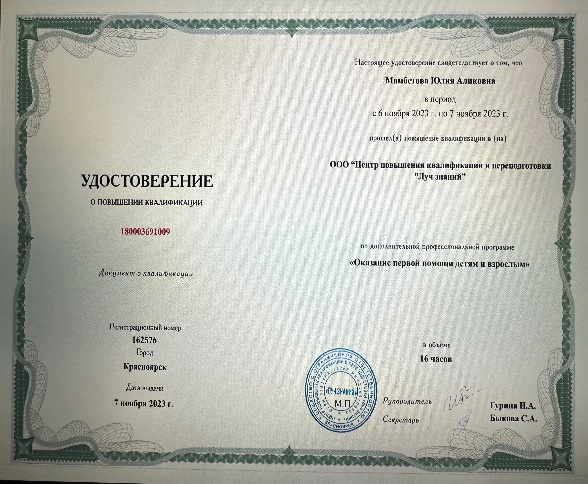 УДОСТОВЕРЕНИЕ
О ПОВЫШЕНИИ КВАЛИФИКАЦИИ
180003691009
Документ о квалификации
Регистрационный номер
162576
Город
Красноярск
Дата выдачи
7 ноября 2023 г.
Настоящее удостоверение свидетельствует о том, что
Мамбетова Юлия Аликовна
в период
с 6 ноября 2023 г. по 7 ноября 2023 г.
прошел(а) повышение квалификации в (на)
ООО "Центр повышения квалификации и переподготовки
"Луч знаний"
по дополнительной профессиональной программе
«Оказание первой помощи детям и взрослым»
в объёме
16 часов
М.П.
Руководитель
Гурина И.А.
Секретарь
Быкова С.А.